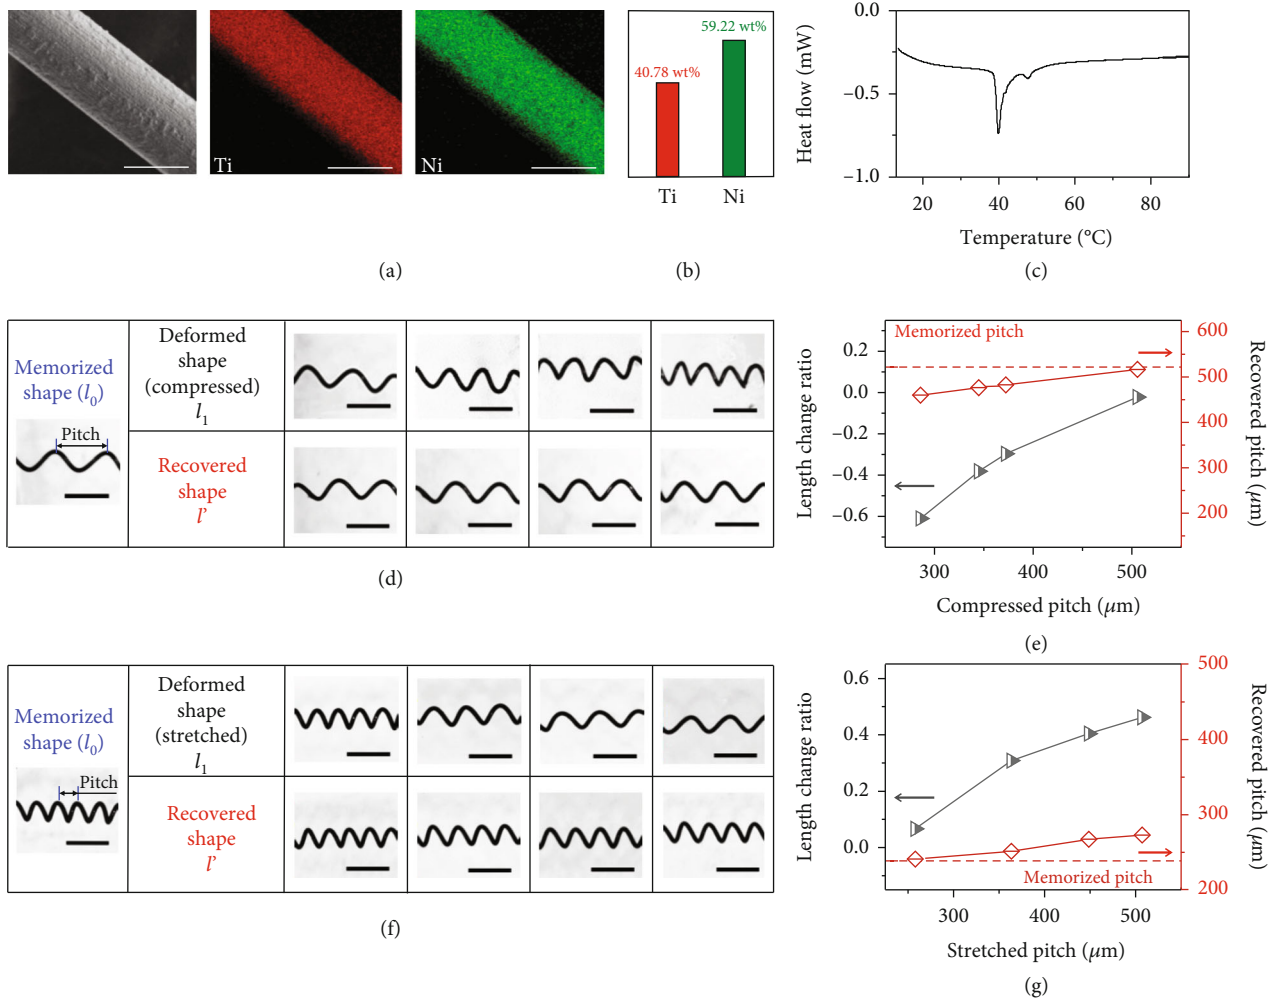 Ti
Ni
40.78 wt%
59.22 wt%
Ti
Ni
Heat flow (mW)
0.0
−0.5
−1.0
20
40
60
80
Temperature (°C)
(a)
(b)
(c)
Memorized
shape (l0)
Pitch
Deformed
shape
(compressed)
l1
Recovered
shape
l'
(d)
Length change ratio
0.2
0.0
−0.2
−0.4
−0.6
Memorized pitch
600
500
400
300
200
Recovered pitch (μm)
300
400
500
Compressed pitch (μm)
(e)
Memorized
shape (l0)
Pitch
Deformed
shape
(stretched)
l1
Recovered
shape
l'
(f)
Length change ratio
0.6
0.4
0.2
0.0
Memorized pitch
500
400
300
200
Recovered pitch (μm)
300
400
500
Stretched pitch (μm)
(g)